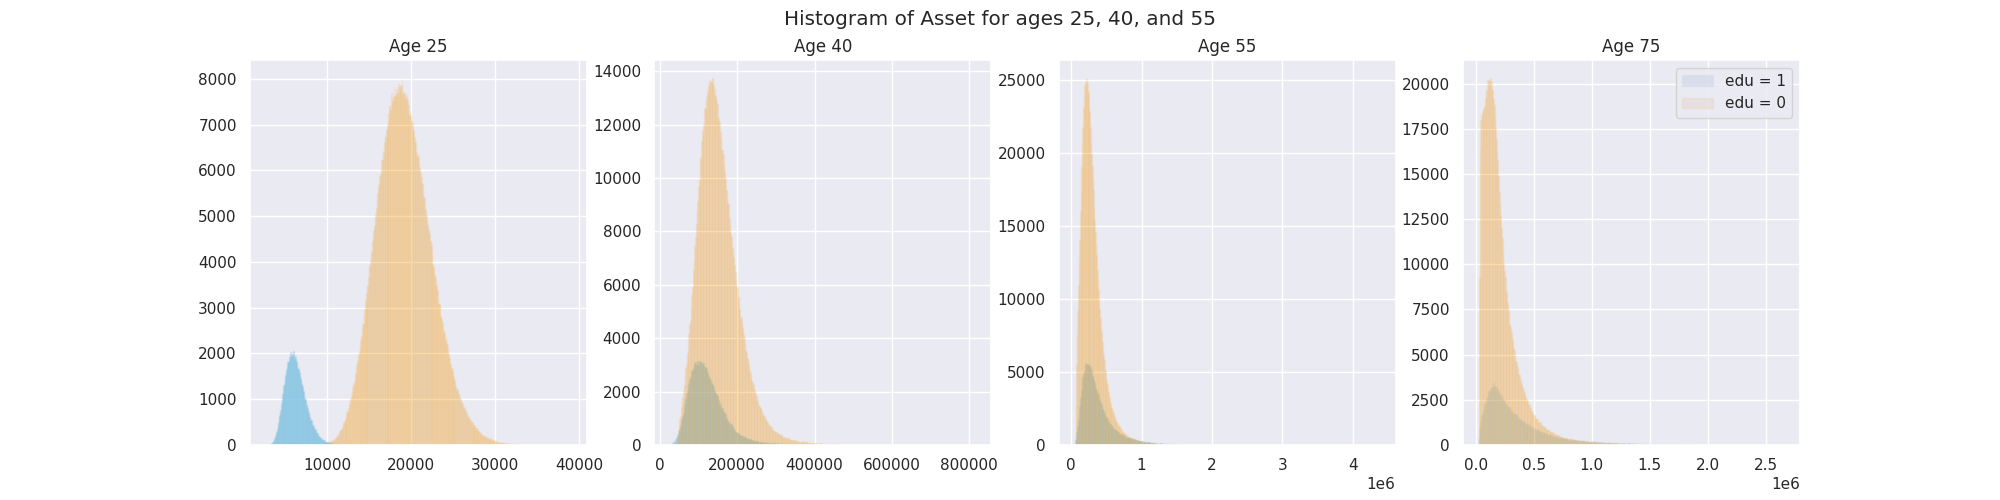 Histogram of Asset for ages 25, 40, and 55
Age 25
8000
7000
6000
5000
4000
3000
2000
1000
0
10000 20000 30000 40000
Age 40
14000
12000
10000
8000
6000
4000
2000
0
0 200000 400000 600000 800000
Age 55
25000
20000
15000
10000
5000
0
0 1 2 3 4
1e6
Age 75
edu = 1
edu = 0
20000
17500
15000
12500
10000
7500
5000
2500
0
0.0 0.5 1.0 1.5 2.0 2.5
1e6